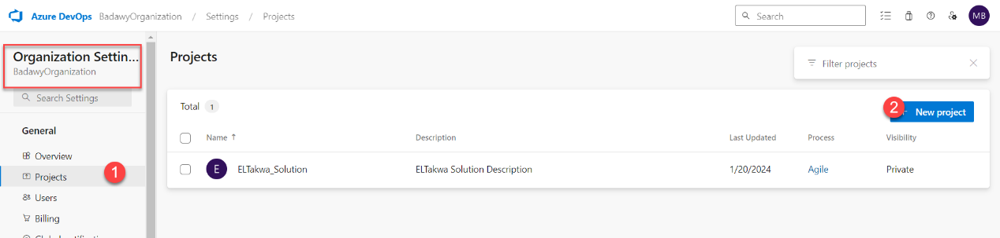 Azure DevOps BadawyOrganization / Settings / Projects Search MB
Organization Settin...
BadawyOrganization
Search Settings
General
Overview
Projects 1
Users
Billing
Projects
Filter projects
Total 1
2 New project
Name ↑ Description Last Updated Process Visibility
E ELTakwa_Solution ELTakwa Solution Description 1/20/2024 Agile Private